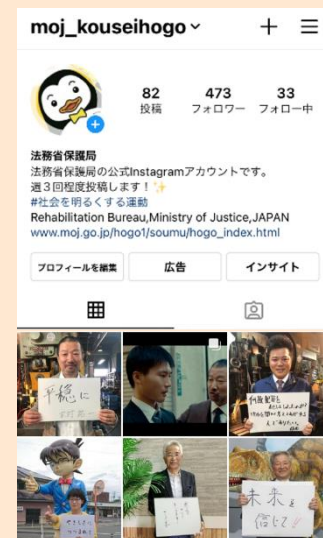 moj_kouseihogo
82 473 33
投稿 フォロワー フォロー中
法務省保護局
法務省保護局の公式Instagramアカウントです。
週３回程度投稿します！✨
#社会を明るくする運動
Rehabilitation Bureau,Ministry of Justice,JAPAN
www.moj.go.jp/hogo1/soumu/hogo_index.html
プロフィールを編集 広告 インサイト
平穏に
未来を
信じて！